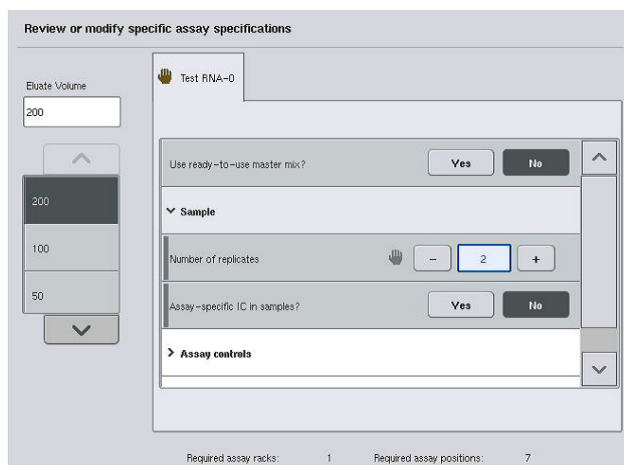 Review or modify specific assay specifications
Eluate Volume
200
200
100
50
Test RNA-0
Use ready-to-use master mix?
Yes
No
Sample
Number of replicates
-
2
+
Assay-specific IC in samples?
Yes
No
Assay controls
Required assay racks: 1 Required assay positions: 7